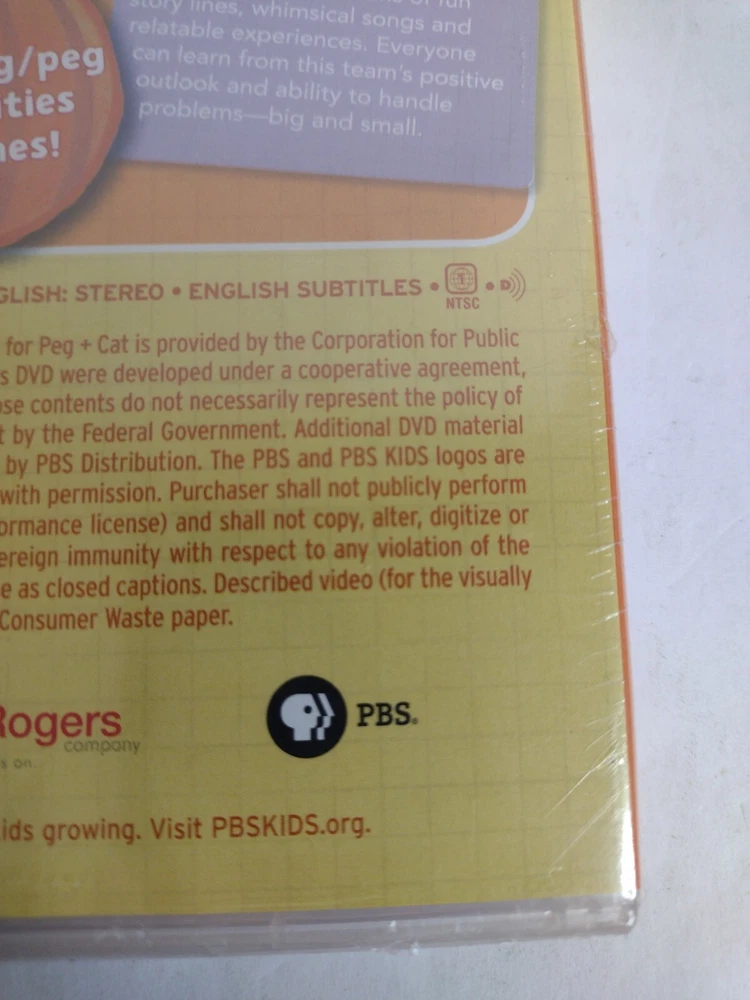 story lines, whimsical songs and
relatable experiences. Everyone
can learn from this team's positive
outlook and ability to handle
problems—big and small.
g/peg
ities
nes!
GLISH: STEREO • ENGLISH SUBTITLES • 1 NTSC • D
for Peg + Cat is provided by the Corporation for Public
s DVD were developed under a cooperative agreement,
ose contents do not necessarily represent the policy of
t by the Federal Government. Additional DVD material
by PBS Distribution. The PBS and PBS KIDS logos are
with permission. Purchaser shall not publicly perform
ormance license) and shall not copy, alter, digitize or
ereign immunity with respect to any violation of the
e as closed captions. Described video (for the visually
Consumer Waste paper.
Rogers
company
s on.
PBS.
ids growing. Visit PBSKIDS.org.